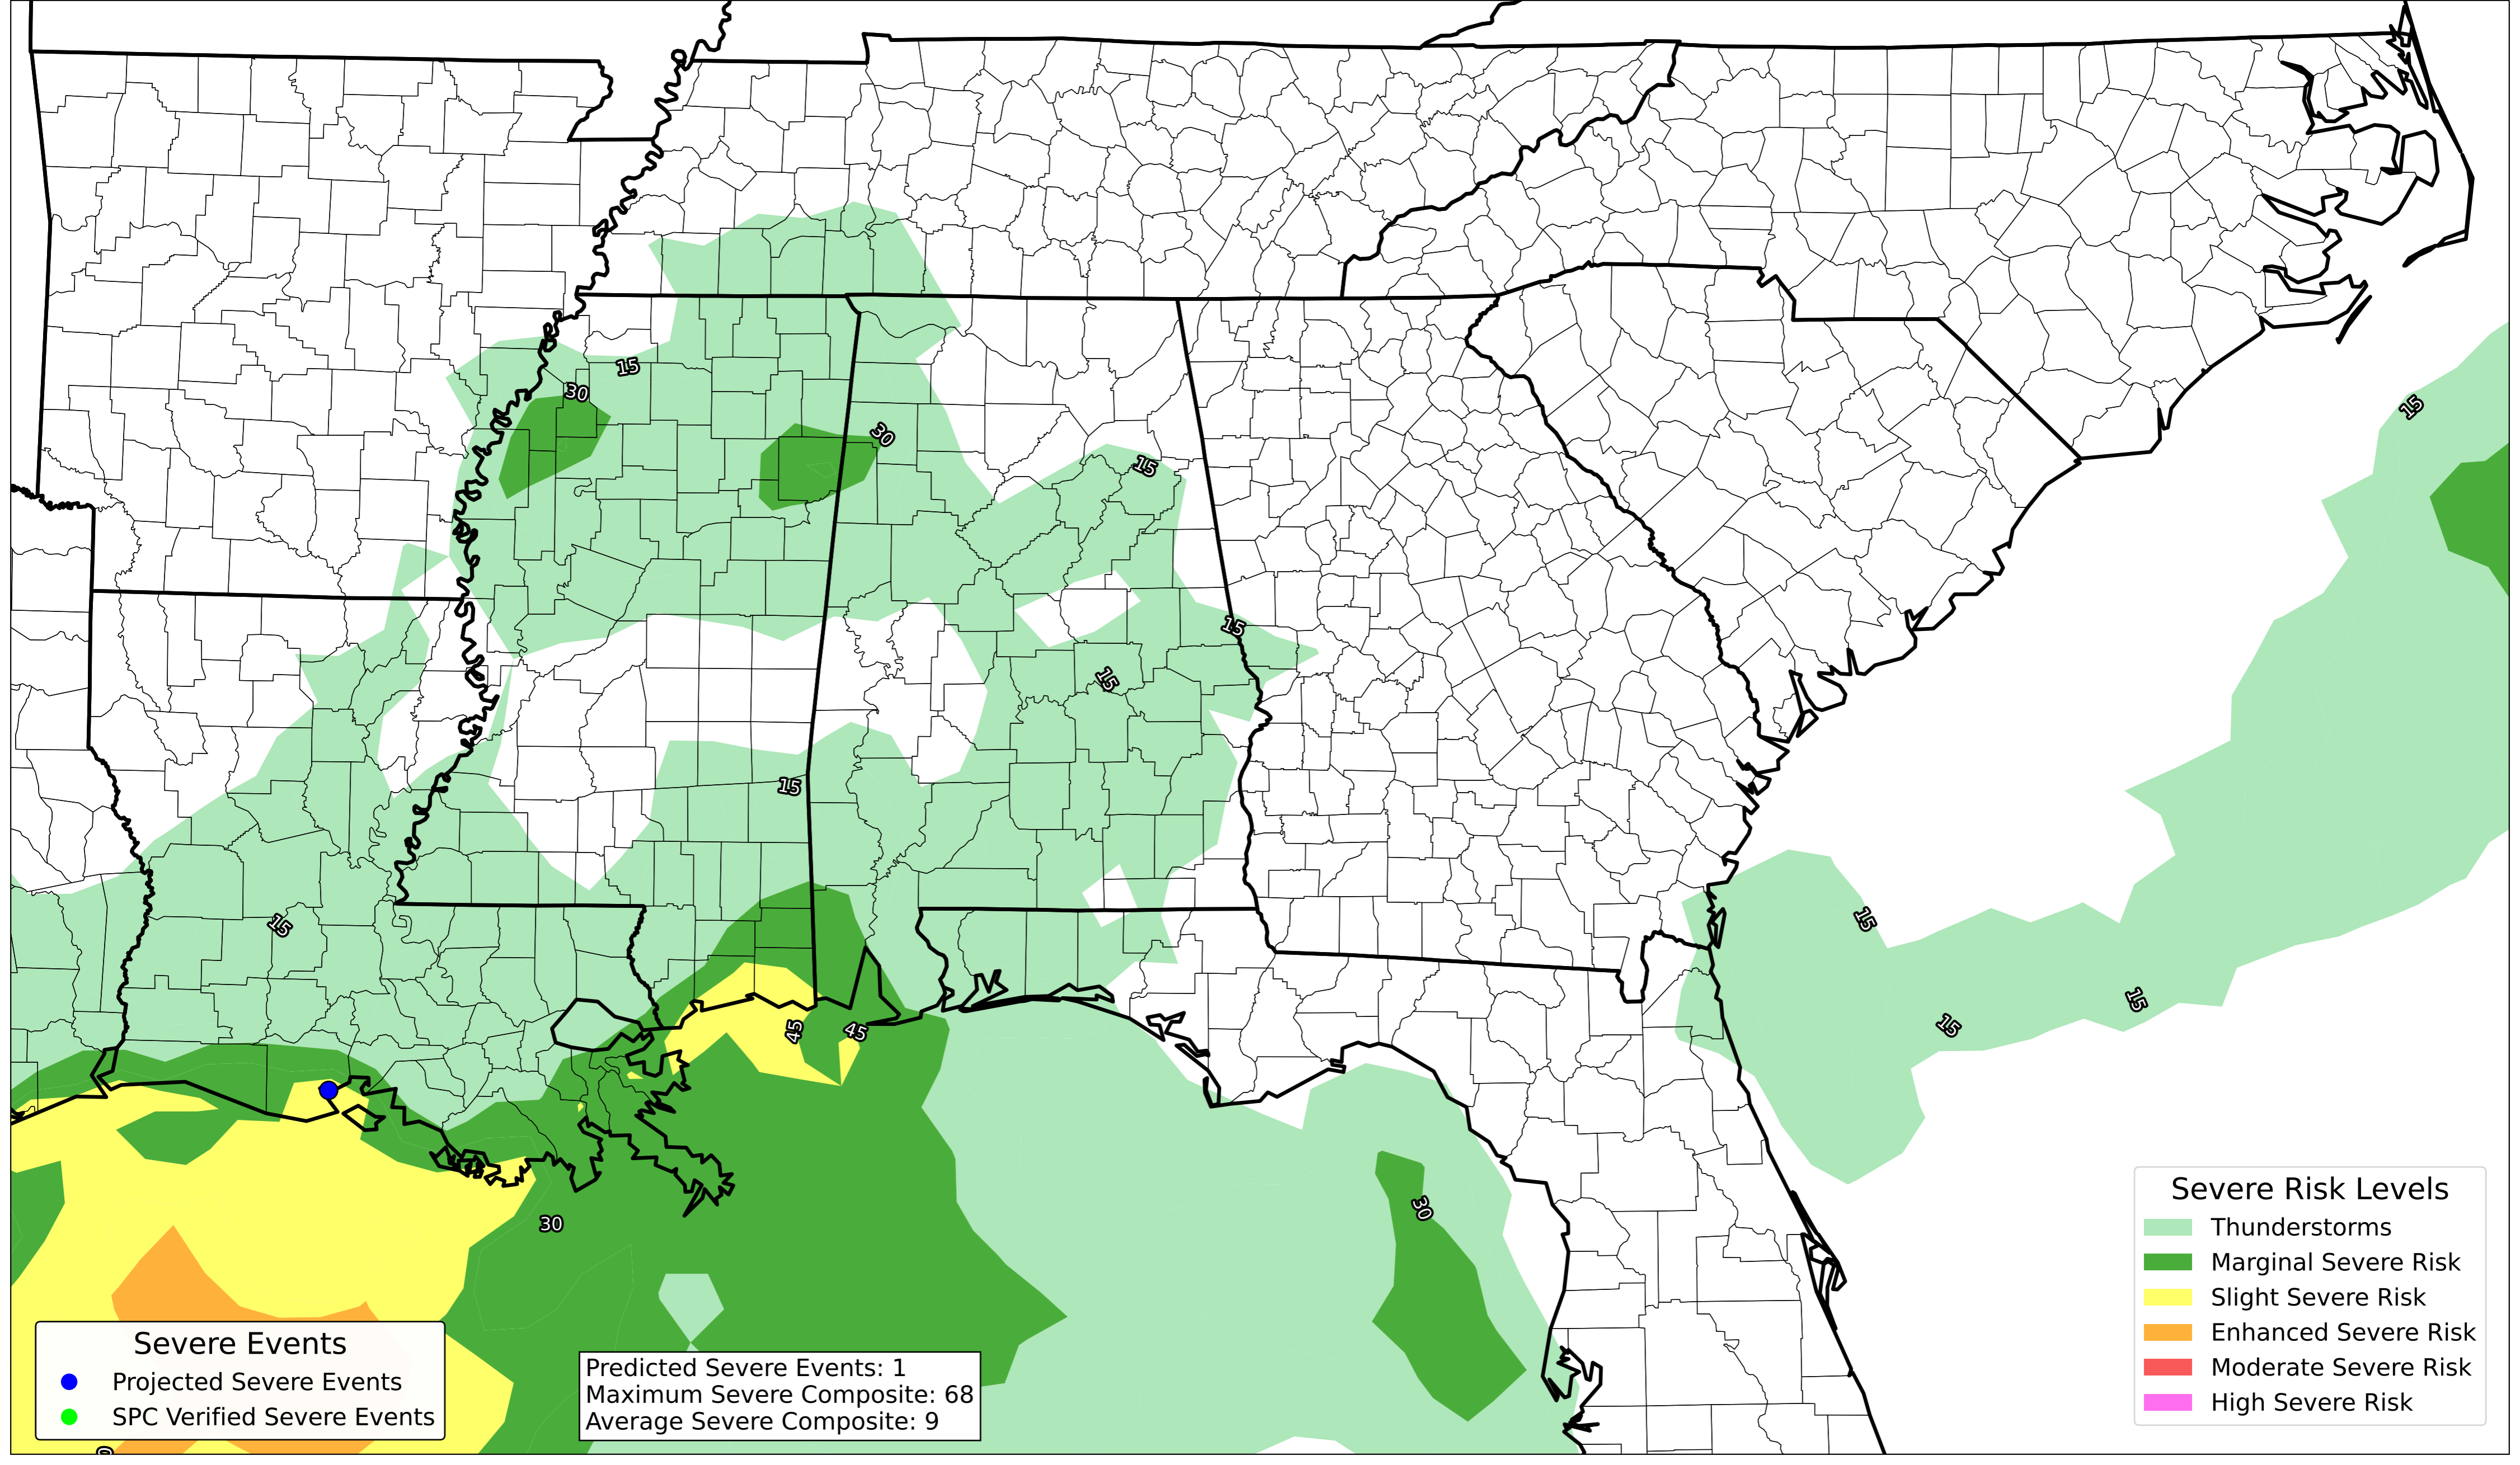 15
15
30
30
15
15
15
15
15
15
15
15
45
45
30
30
Severe Risk Levels
Thunderstorms
Marginal Severe Risk
Slight Severe Risk
Enhanced Severe Risk
Moderate Severe Risk
High Severe Risk
Severe Events
Projected Severe Events
SPC Verified Severe Events
Predicted Severe Events: 1
Maximum Severe Composite: 68
Average Severe Composite: 9